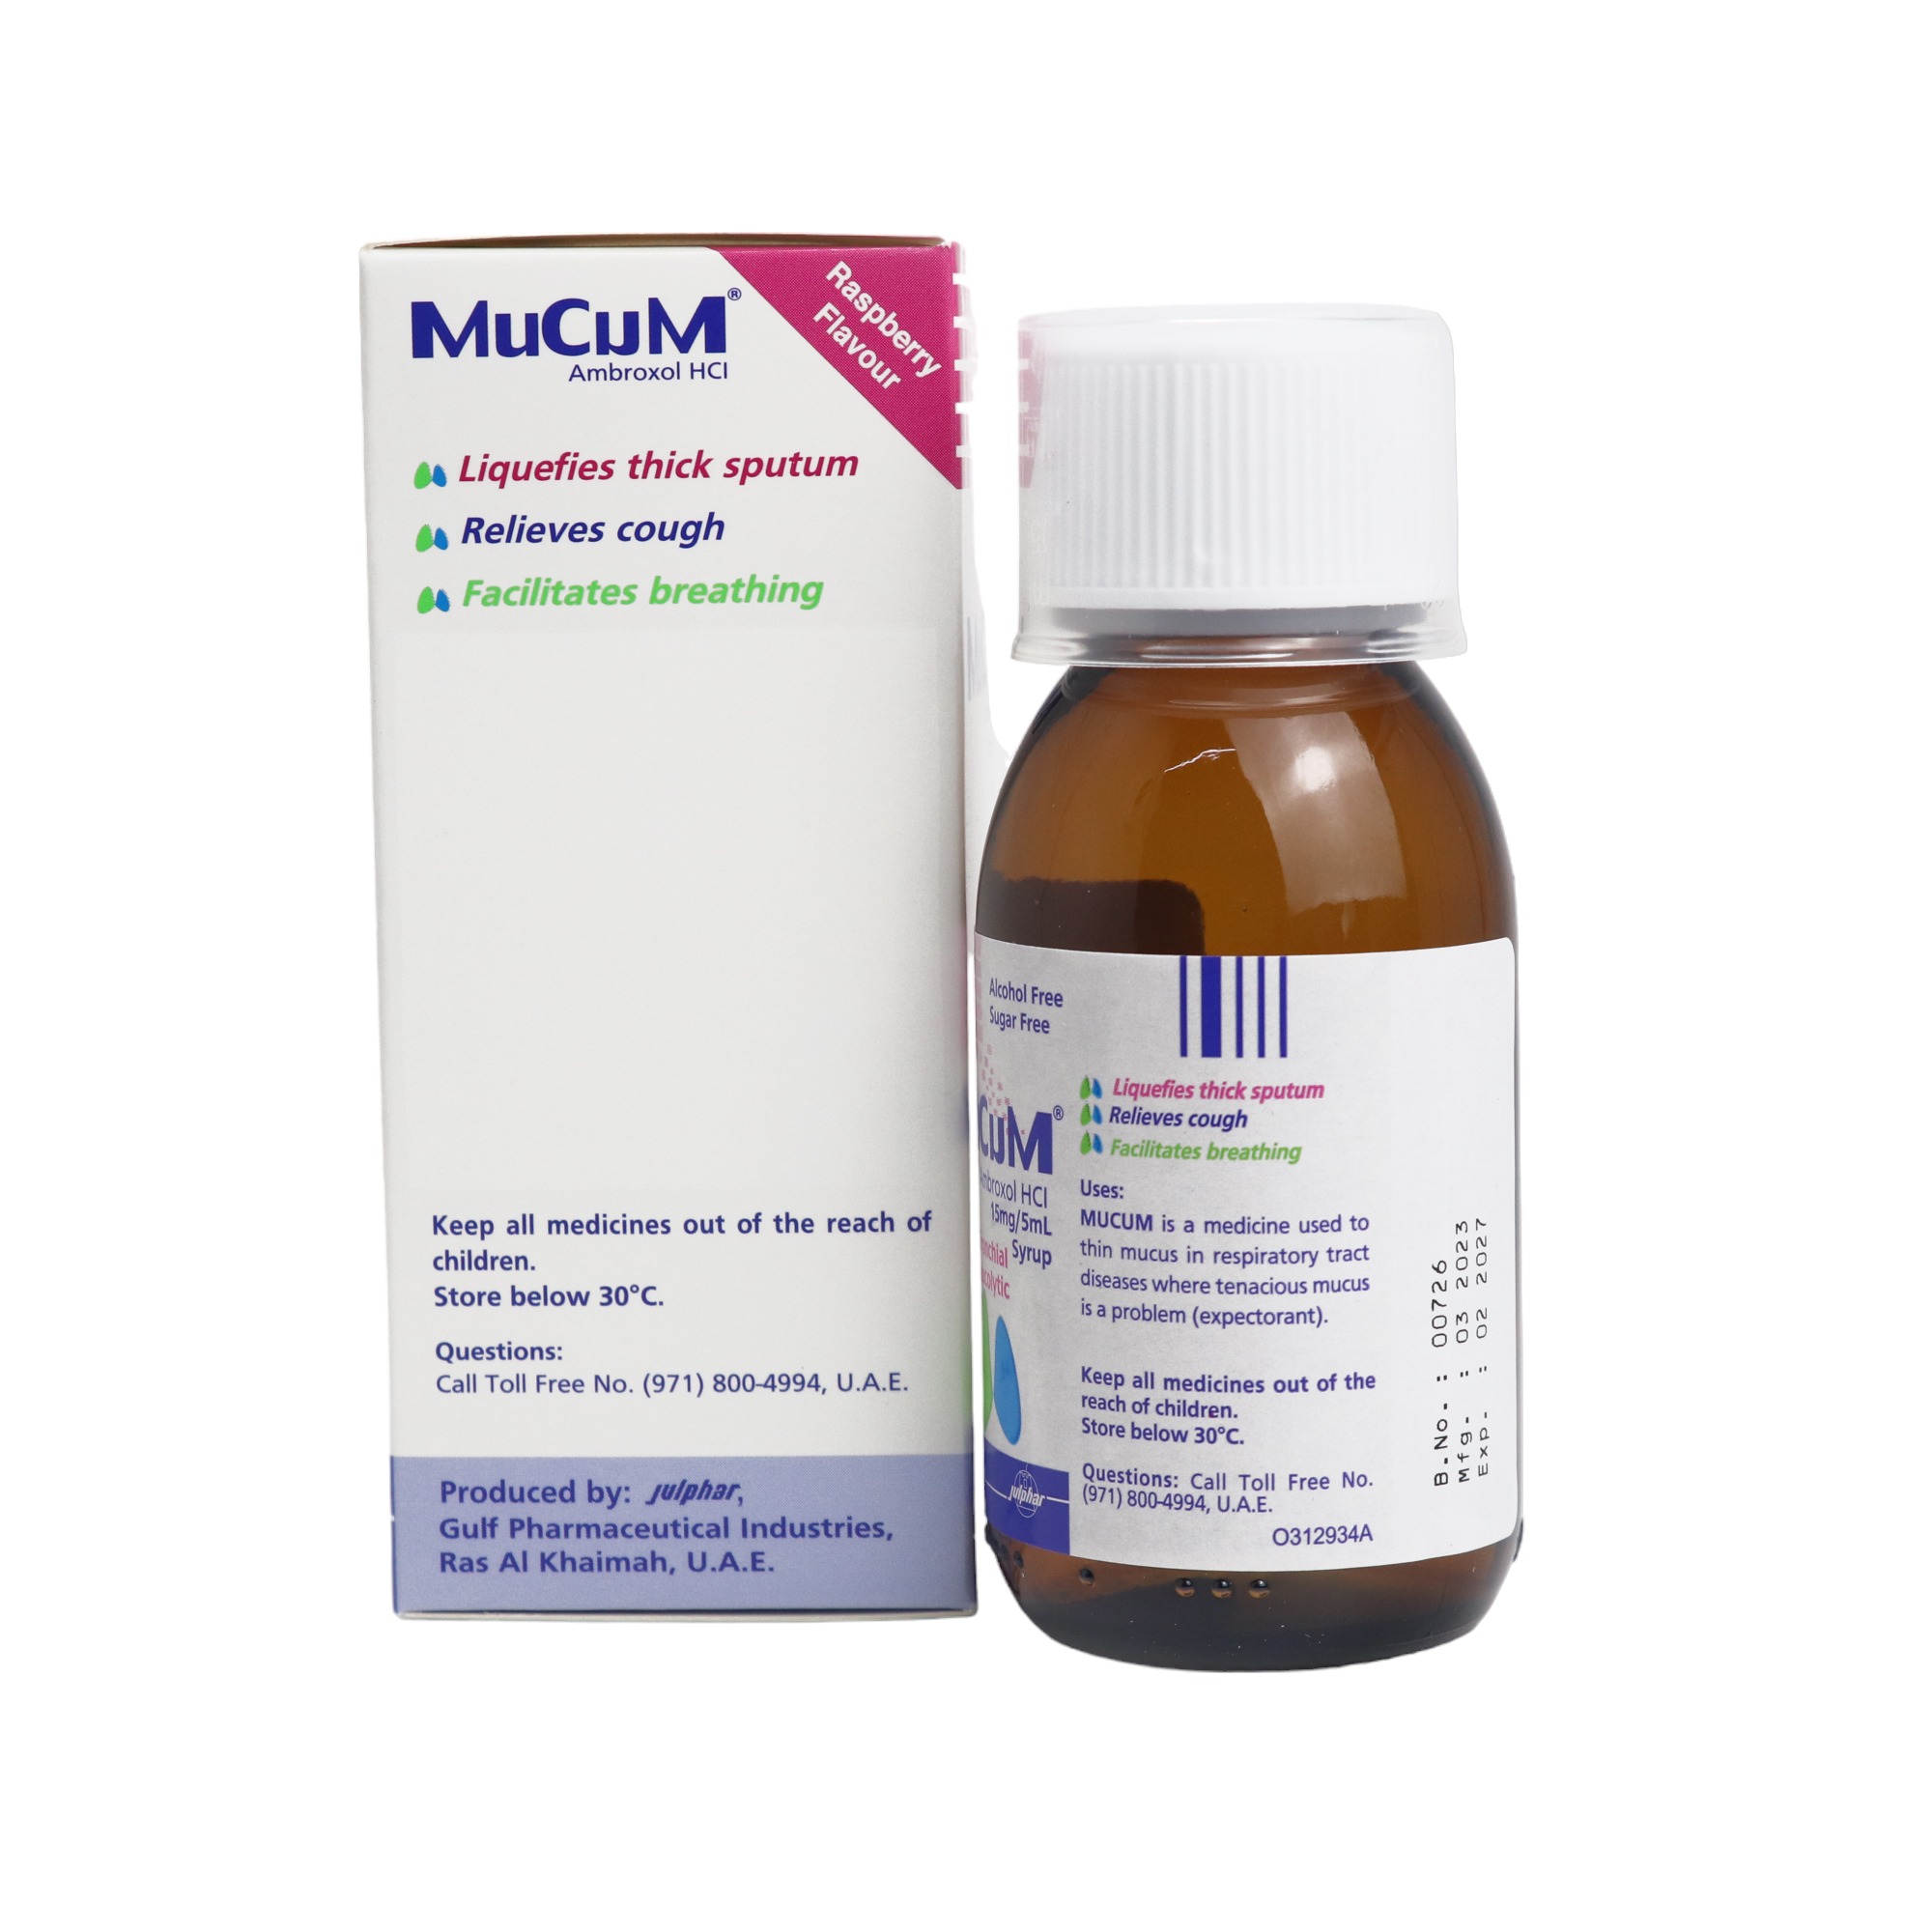 MuCuM®
Ambroxol HCl
Raspberry
Flavour
Liquefies thick sputum
Relieves cough
Facilitates breathing
Keep all medicines out of the reach of
children.
Store below 30°C.
Questions:
Call Toll Free No. (971) 800-4994, U.A.E.
Produced by: Julphar,
Gulf Pharmaceutical Industries,
Ras Al Khaimah, U.A.E.
Alcohol Free
Sugar Free
CuM®
mbroxol HCl
15mg/5mL
Syrup
julphar
Liquefies thick sputum
Relieves cough
Facilitates breathing
Uses:
MUCUM is a medicine used to
thin mucus in respiratory tract
diseases where tenacious mucus
is a problem (expectorant).
Keep all medicines out of the
reach of children.
Store below 30°C.
Questions: Call Toll Free No.
(971) 800-4994, U.A.E.
O312934A
B.No. : 00726
Mfg. : 03 2023
Exp. : 02 2027